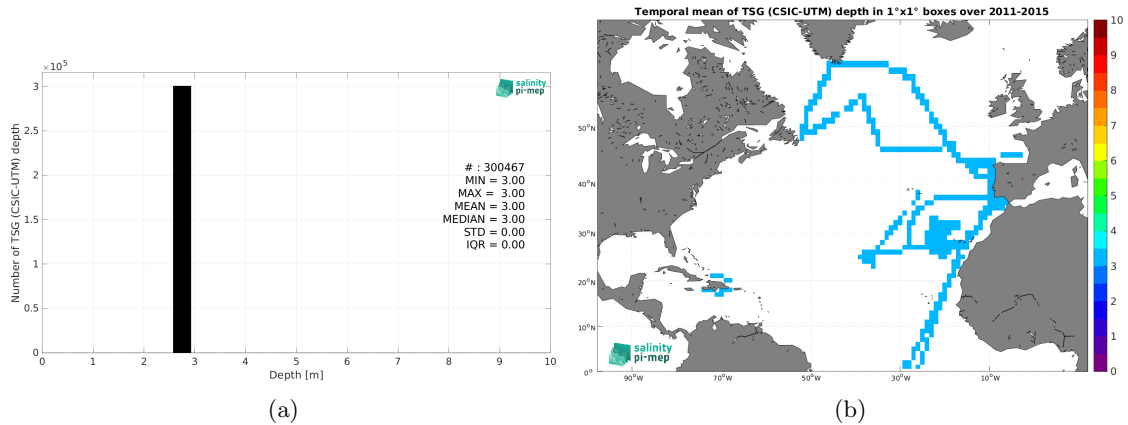 ×10⁵
salinity
pi-mep
3
2.5
2
1.5
1
0.5
0
Number of TSG (CSIC-UTM) depth
# : 300467
MIN = 3.00
MAX = 3.00
MEAN = 3.00
MEDIAN = 3.00
STD = 0.00
IQR = 0.00
0 1 2 3 4 5 6 7 8 9 10
Depth [m]
(a)
Temporal mean of TSG (CSIC-UTM) depth in 1°x1° boxes over 2011-2015
50°N
40°N
30°N
20°N
10°N
0°
90°W 70°W 50°W 30°W 10°W
salinity
pi-mep
10
9
8
7
6
5
4
3
2
1
0
(b)